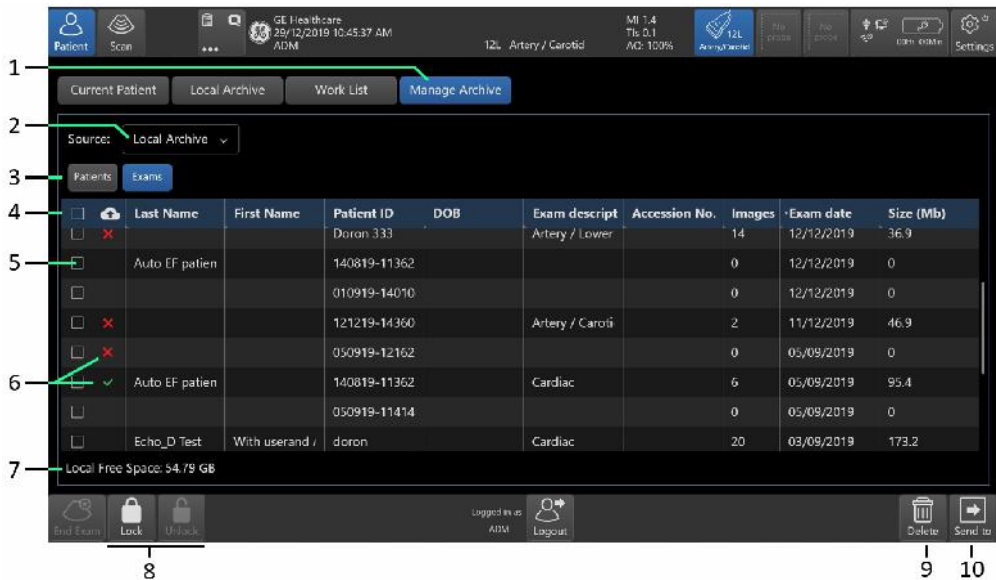 GE Healthcare
29/12/2019 10:45:37 AM
ADM
12L Artery / Carotid
MI 1.4
TIs 0.1
AO: 100%
12L
Artery/Carotid
No
probe
No
probe
Patient
Scan
Settings
1
Current Patient Local Archive Work List Manage Archive
2
Source: Local Archive
3
Patients Exams
4
Last Name First Name Patient ID DOB Exam descript Accession No. Images Exam date Size (Mb)
Doron 333 Artery / Lower 14 12/12/2019 36.9
5
Auto EF patien 140819-11362 0 12/12/2019 0
010919-14010 0 12/12/2019 0
121219-14360 Artery / Caroti 2 11/12/2019 46.9
050919-12162 0 05/09/2019 0
6
Auto EF patien 140819-11362 Cardiac 6 05/09/2019 95.4
050919-11414 0 05/09/2019 0
Echo_D Test With userand / doron Cardiac 20 03/09/2019 173.2
7
Local Free Space: 54.79 GB
End Exam Lock Unlock
Logged in as
ADM
Logout
Delete Send to
8 9 10